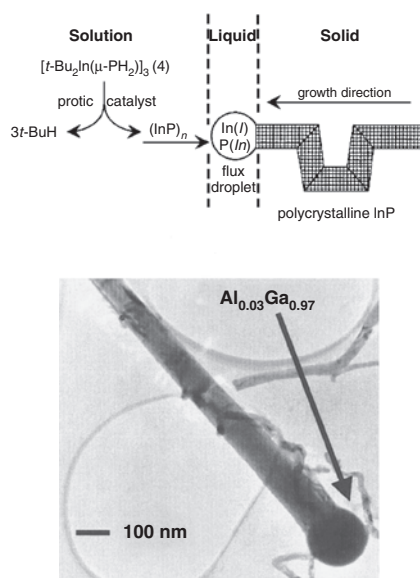 Solution Liquid Solid
[t-Bu2In(μ-PH2)]3 (4)
growth direction
protic catalyst
3t-BuH
(InP)n
In(l)
P(In)
flux
droplet
polycrystalline InP
Al0.03Ga0.97
100 nm